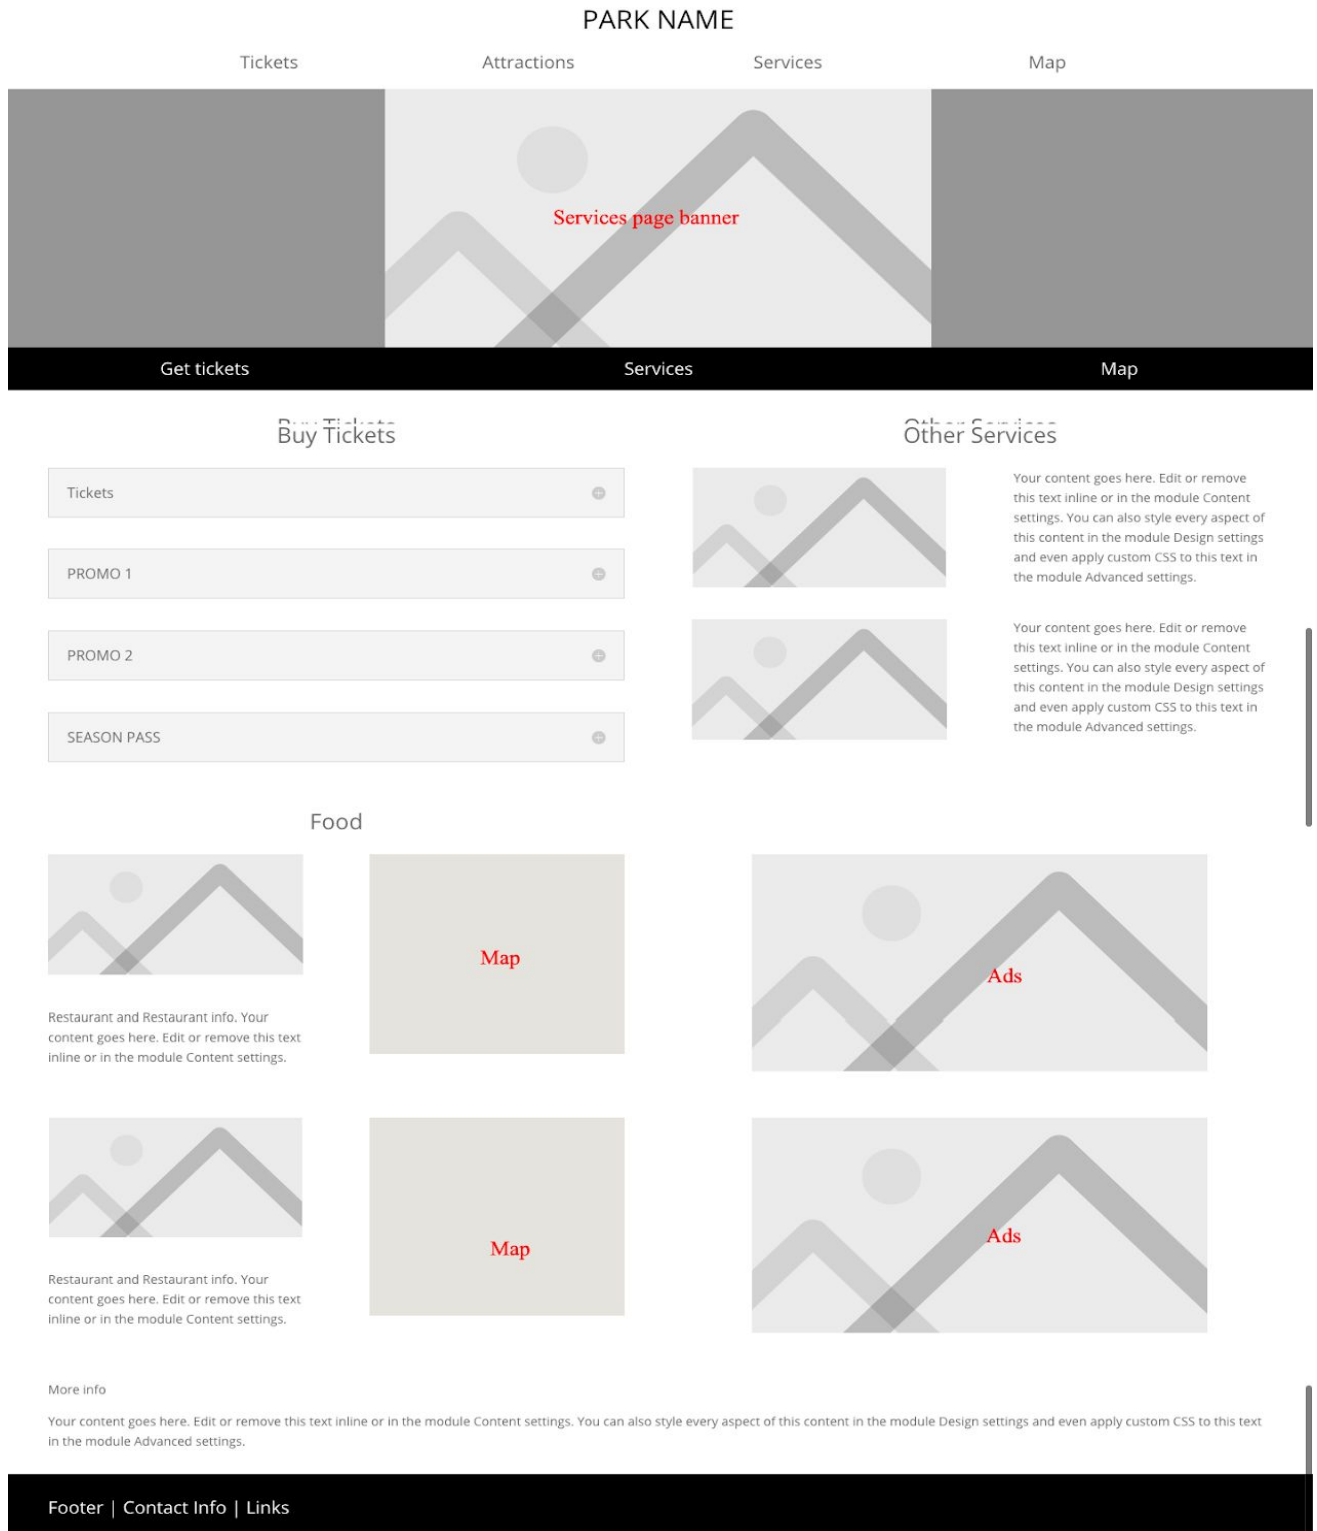 PARK NAME
Tickets Attractions Services Map
Services page banner
Get tickets Services Map
Buy Tickets
Tickets
PROMO 1
PROMO 2
SEASON PASS
Other Services
Your content goes here. Edit or remove
this text inline or in the module Content
settings. You can also style every aspect of
this content in the module Design settings
and even apply custom CSS to this text in
the module Advanced settings.
Your content goes here. Edit or remove
this text inline or in the module Content
settings. You can also style every aspect of
this content in the module Design settings
and even apply custom CSS to this text in
the module Advanced settings.
Food
Map
Restaurant and Restaurant info. Your
content goes here. Edit or remove this text
inline or in the module Content settings.
Ads
Map
Restaurant and Restaurant info. Your
content goes here. Edit or remove this text
inline or in the module Content settings.
Ads
More info
Your content goes here. Edit or remove this text inline or in the module Content settings. You can also style every aspect of this content in the module Design settings and even apply custom CSS to this text
in the module Advanced settings.
Footer | Contact Info | Links